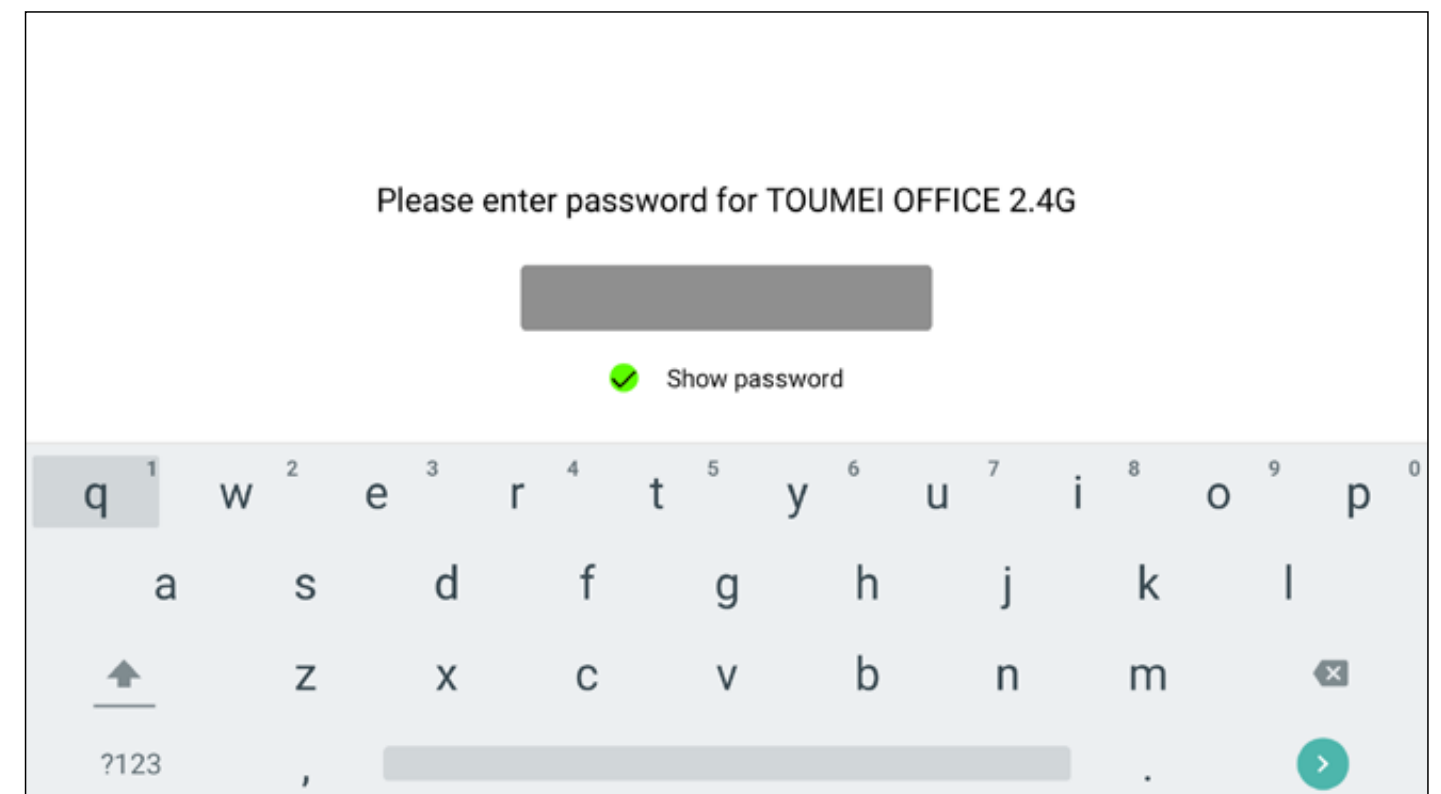 Please enter password for TOUMEI OFFICE 2.4G
Show password
q 1 w 2 e 3 r 4 t 5 y 6 u 7 i 8 o 9 p 0
a s d f g h j k l
z x c v b n m
?123 , .